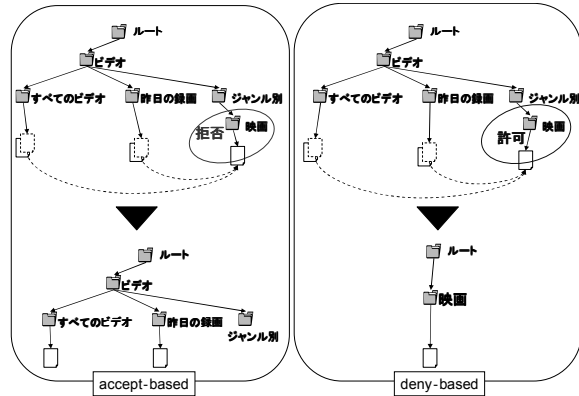 ルート
ビデオ
すべてのビデオ
昨日の録画
ジャンル別
映画
拒否
ルート
ビデオ
すべてのビデオ
昨日の録画
ジャンル別
accept-based
ルート
ビデオ
すべてのビデオ
昨日の録画
ジャンル別
映画
許可
ルート
映画
deny-based